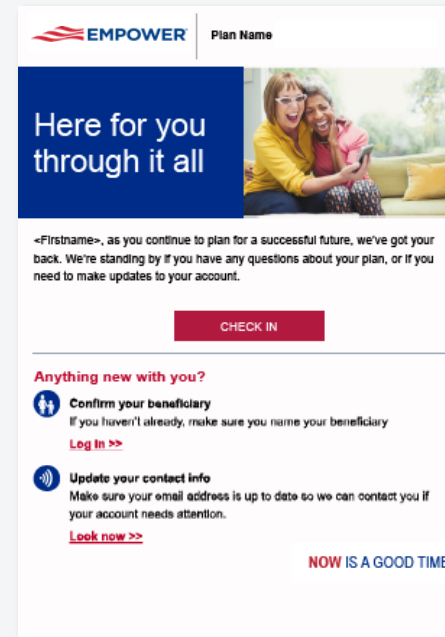 EMPOWER
Plan Name
Here for you
through it all
<Firstname>, as you continue to plan for a successful future, we've got your
back. We're standing by if you have any questions about your plan, or if you
need to make updates to your account.
CHECK IN
Anything new with you?
Confirm your beneficiary
If you haven't already, make sure you name your beneficiary
Log in >>
Update your contact info
Make sure your email address is up to date so we can contact you if
your account needs attention.
Look now >>
NOW IS A GOOD TIME